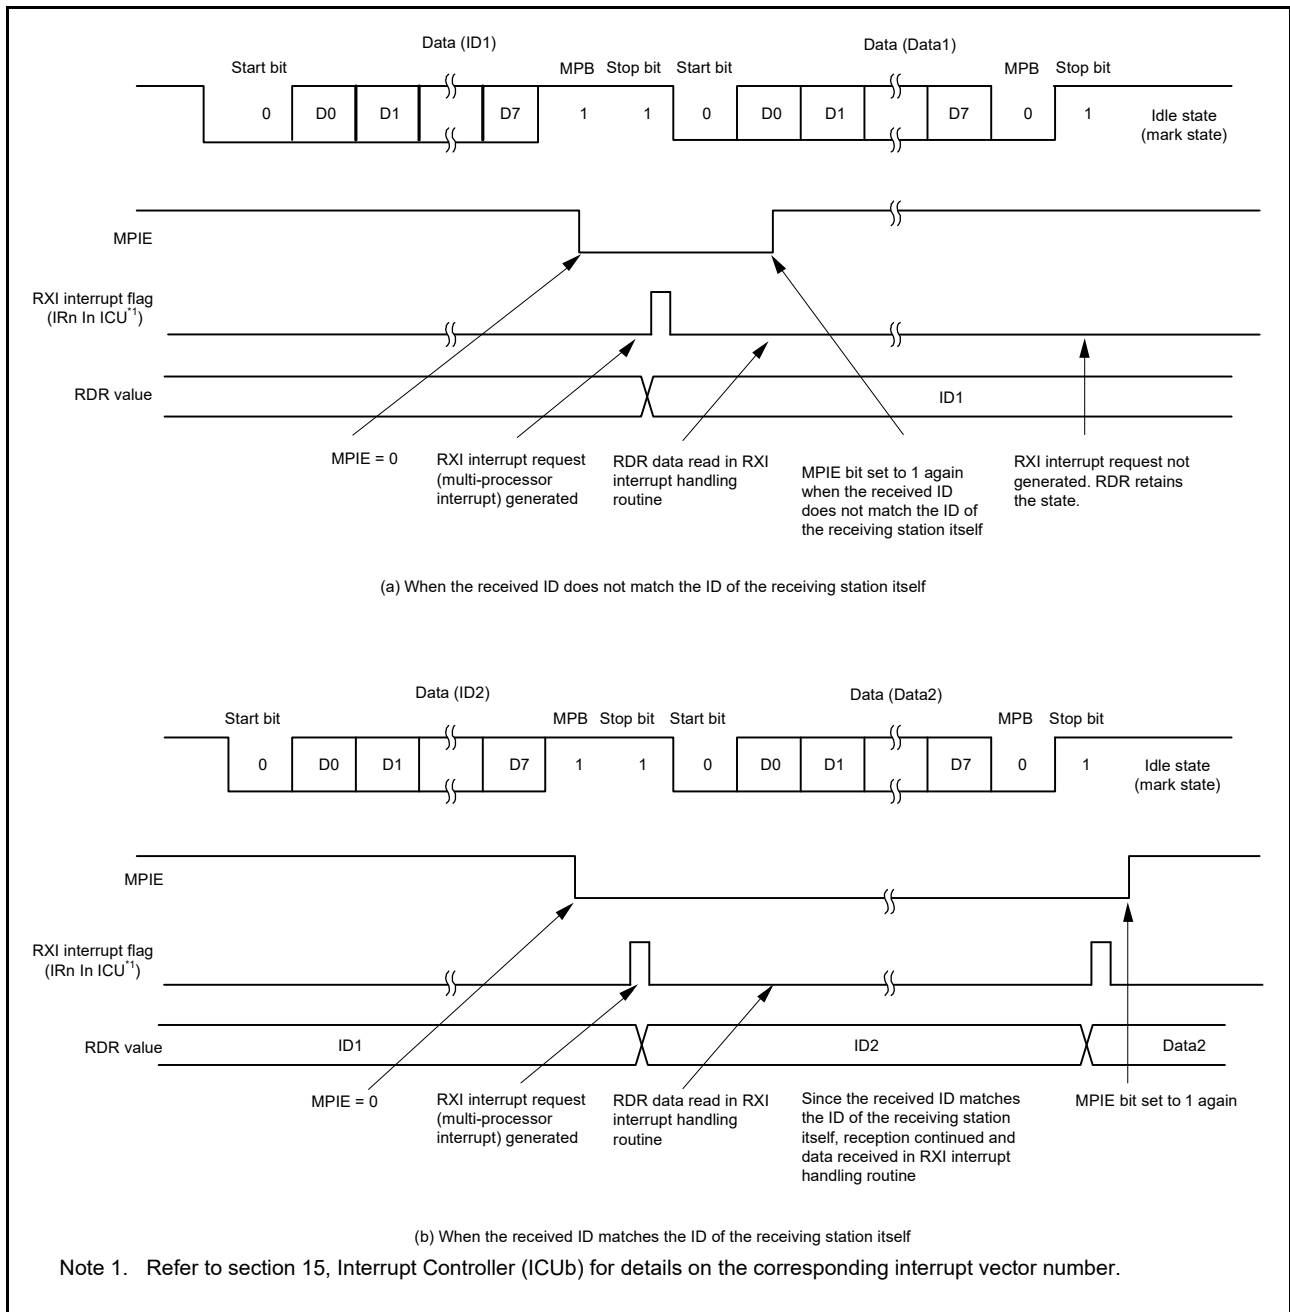 Data (ID1) Data (Data1)
Start bit MPB Stop bit Start bit MPB Stop bit
0 D0 D1 D7 1 1 0 D0 D1 D7 0 1 Idle state
(mark state)
MPIE
RXI interrupt flag
(IRn In ICU*1)
RDR value ID1
MPIE = 0
RXI interrupt request
(multi-processor
interrupt) generated
RDR data read in RXI
interrupt handling
routine
MPIE bit set to 1 again
when the received ID
does not match the ID of
the receiving station itself
RXI interrupt request not
generated. RDR retains
the state.
(a) When the received ID does not match the ID of the receiving station itself
Data (ID2) Data (Data2)
Start bit MPB Stop bit Start bit MPB Stop bit
0 D0 D1 D7 1 1 0 D0 D1 D7 0 1 Idle state
(mark state)
MPIE
RXI interrupt flag
(IRn In ICU*1)
RDR value ID1 ID2 Data2
MPIE = 0
RXI interrupt request
(multi-processor
interrupt) generated
RDR data read in RXI
interrupt handling
routine
Since the received ID matches
the ID of the receiving station
itself, reception continued and
data received in RXI interrupt
handling routine
MPIE bit set to 1 again
(b) When the received ID matches the ID of the receiving station itself
Note 1. Refer to section 15, Interrupt Controller (ICUb) for details on the corresponding interrupt vector number.